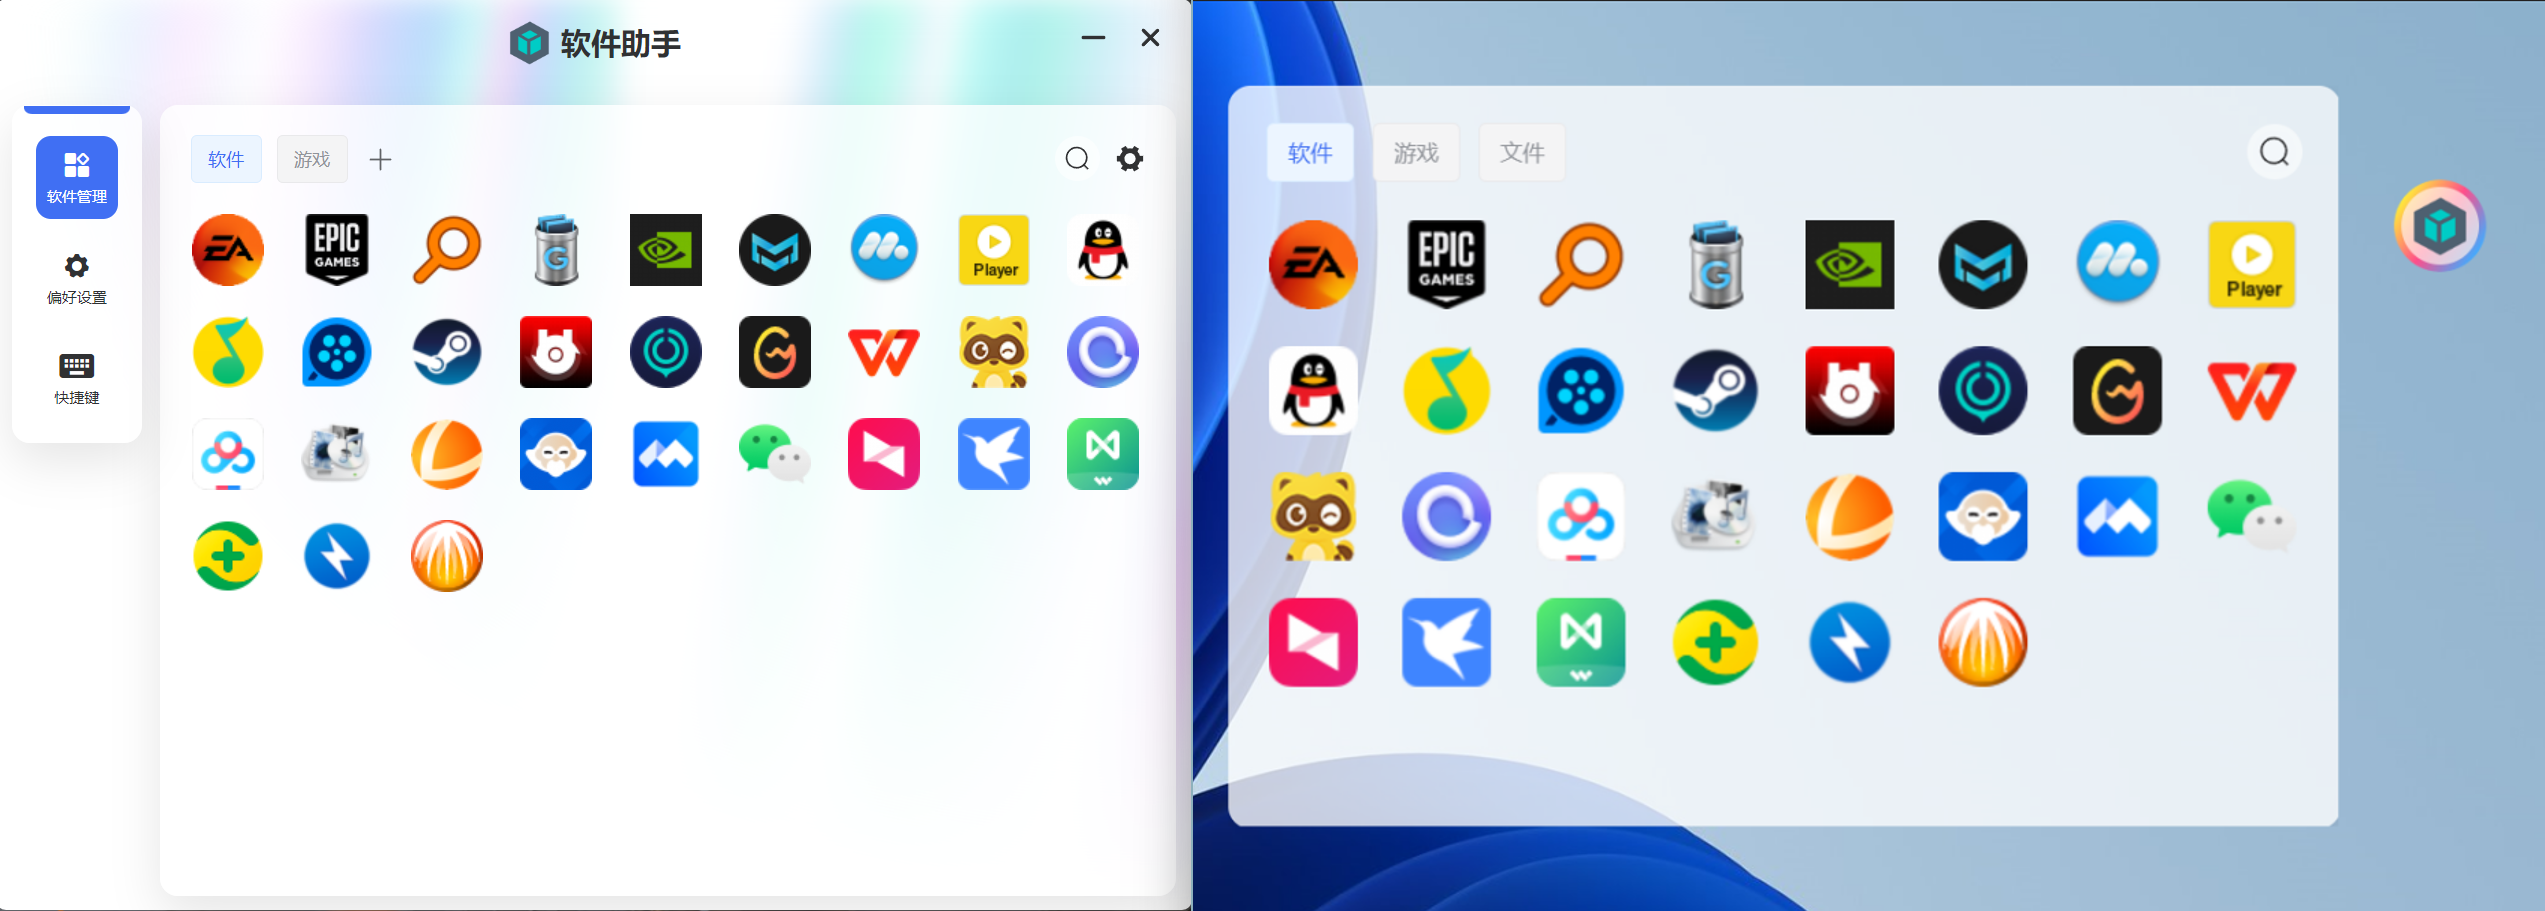 软件助手
软件 游戏
软件管理
偏好设置
快捷键
EA
EPIC
GAMES
G
Player
软件 游戏 文件
EA
EPIC
GAMES
G
Player